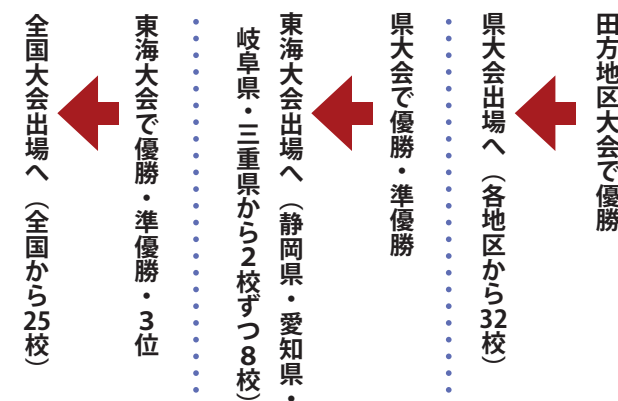 田方地区大会で優勝
県大会出場へ（各地区から32校）
県大会で優勝・準優勝
東海大会出場へ（静岡県・愛知県・
岐阜県・三重県から2校ずつ8校）
東海大会で優勝・準優勝・3位
全国大会出場へ（全国から25校）